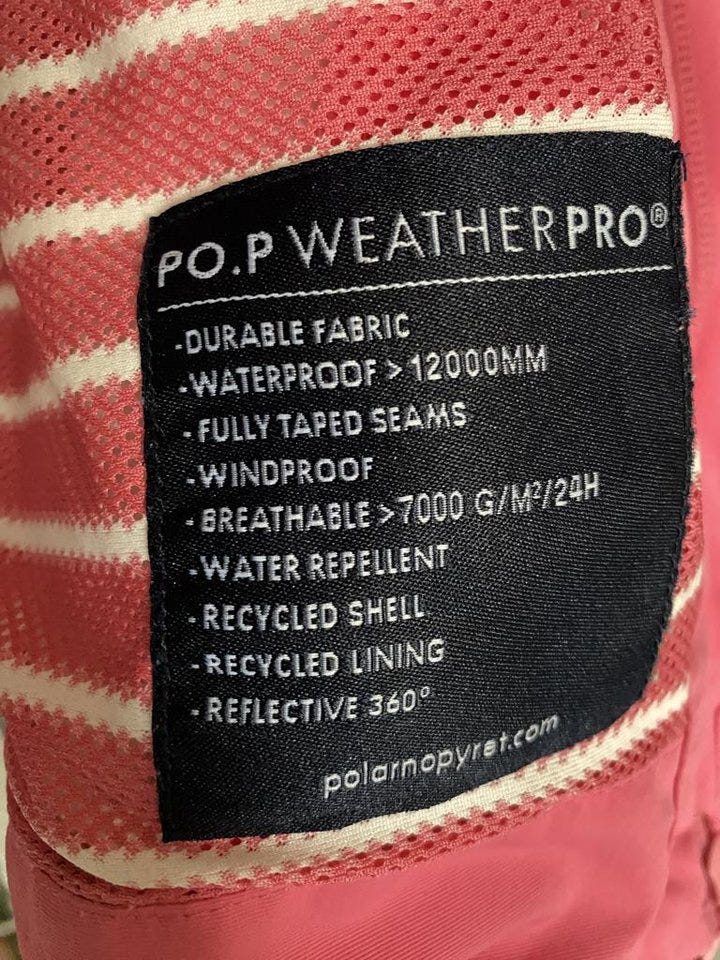 PO.P WEATHERPRO®
-DURABLE FABRIC
-WATERPROOF > 12000MM
-FULLY TAPED SEAMS
-WINDPROOF
-BREATHABLE > 7000 G/M²/24H
-WATER REPELLENT
-RECYCLED SHELL
-RECYCLED LINING
-REFLECTIVE 360°
polarnopyret.com